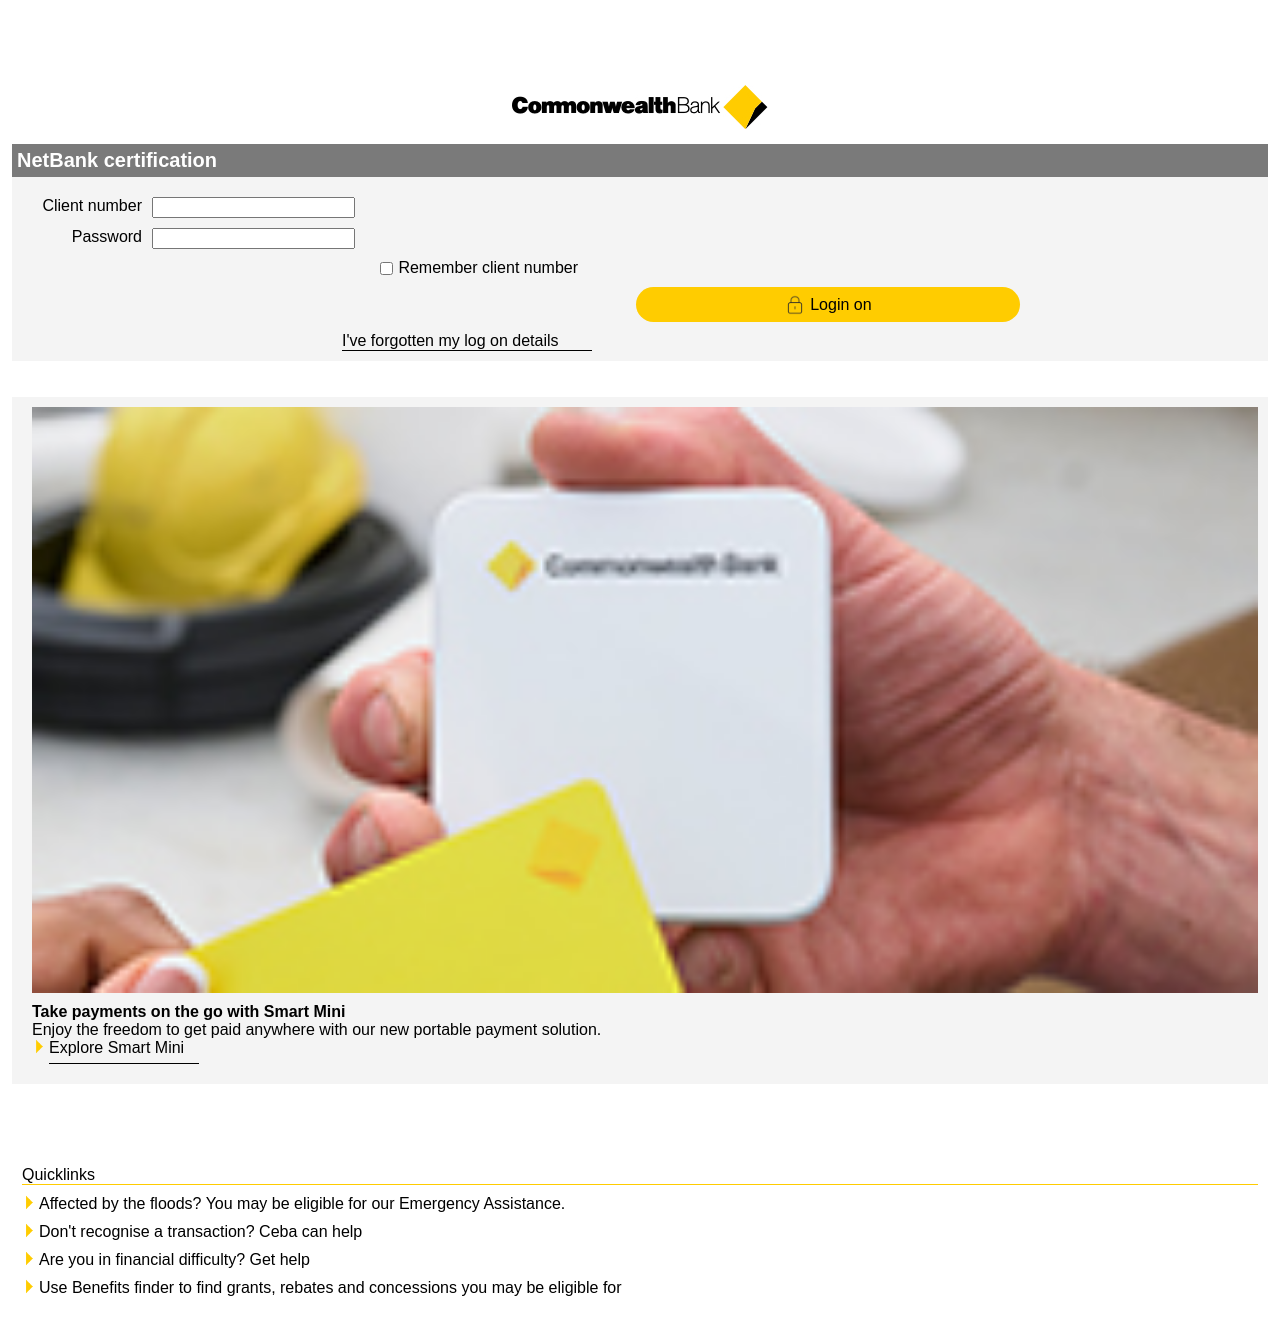 CommonwealthBank
NetBank certification
Client number
Password
Remember client number
Login on
I've forgotten my log on details
Commonwealth Bank
Take payments on the go with Smart Mini
Enjoy the freedom to get paid anywhere with our new portable payment solution.
Explore Smart Mini
Quicklinks
Affected by the floods? You may be eligible for our Emergency Assistance.
Don't recognise a transaction? Ceba can help
Are you in financial difficulty? Get help
Use Benefits finder to find grants, rebates and concessions you may be eligible for